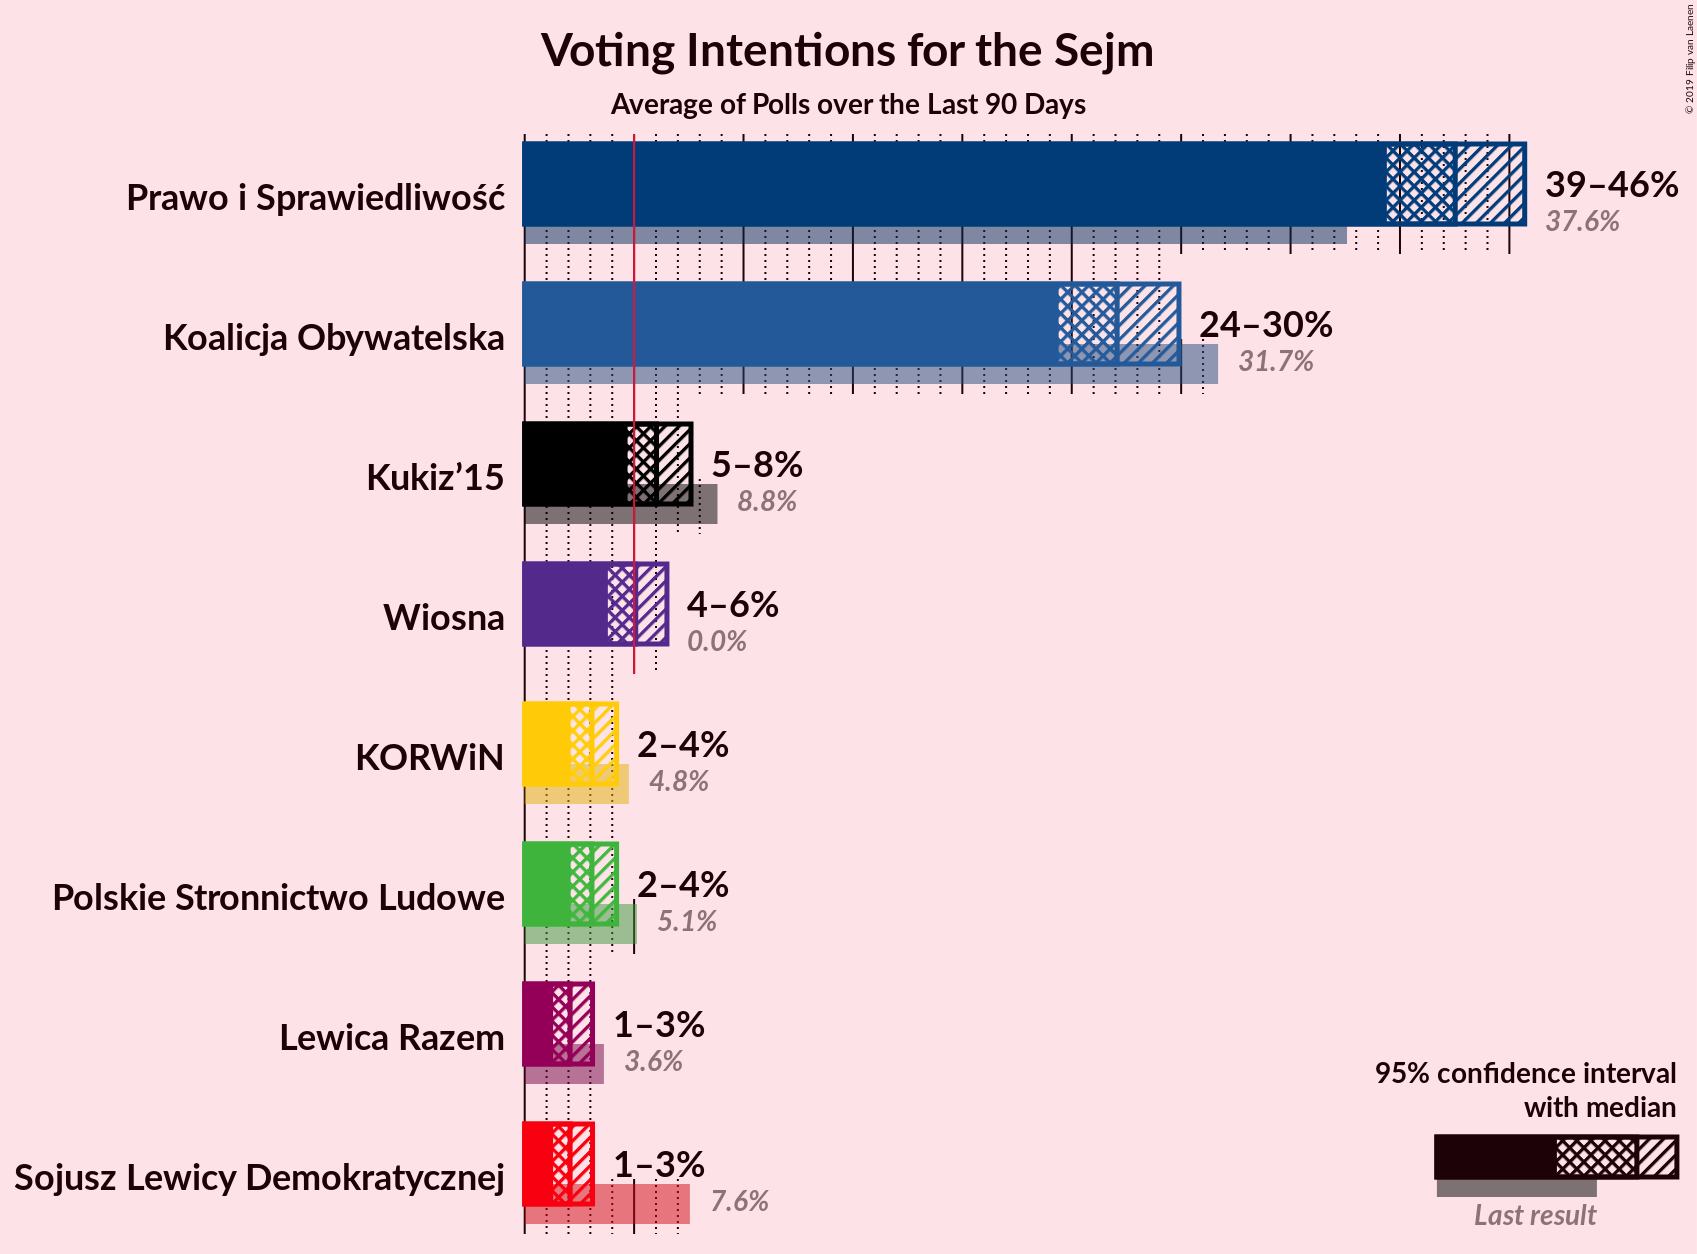 Voting Intentions for the Sejm
Average of Polls over the Last 90 Days
© 2019 Filip van Laenen
Prawo i Sprawiedliwość
39–46%
37.6%
Koalicja Obywatelska
24–30%
31.7%
Kukiz’15
5–8%
8.8%
Wiosna
4–6%
0.0%
KORWiN
2–4%
4.8%
Polskie Stronnictwo Ludowe
2–4%
5.1%
Lewica Razem
1–3%
3.6%
Sojusz Lewicy Demokratycznej
1–3%
7.6%
95% confidence interval
with median
Last result